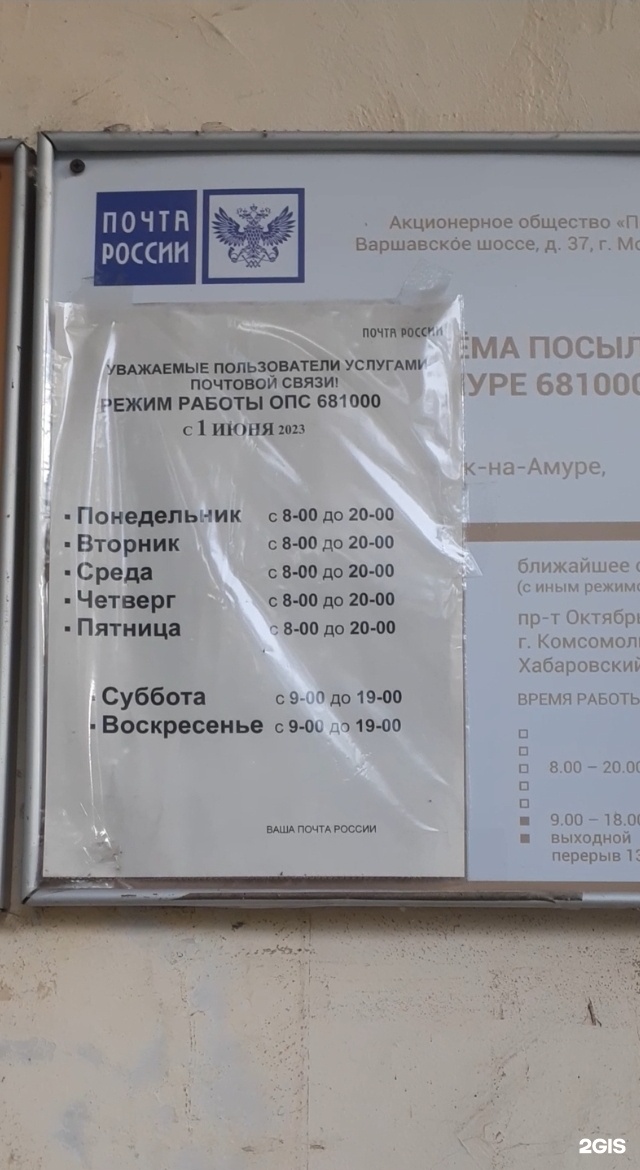 ПОЧТА
РОССИИ
Акционерное общество
Варшавское шоссе, д. 37, г.
ПОЧТА РОССИИ
УВАЖАЕМЫЕ ПОЛЬЗОВАТЕЛИ УСЛУГАМИ
ПОЧТОВОЙ СВЯЗИ!
РЕЖИМ РАБОТЫ ОПС 681000
с 1 ИЮНЯ 2023
▪ Понедельник с 8-00 до 20-00
▪ Вторник с 8-00 до 20-00
▪ Среда с 8-00 до 20-00
▪ Четверг с 8-00 до 20-00
▪ Пятница с 8-00 до 20-00
▪ Суббота с 9-00 до 19-00
▪ Воскресенье с 9-00 до 19-00
ВАША ПОЧТА РОССИИ
ЁМА ПОСЫЛ
УРЕ 681000
к-на-Амуре,
ближайшее
(с иным режимо
пр-т Октябр
г. Комсомоль
Хабаровский
ВРЕМЯ РАБОТЫ
8.00 – 20.00
9.00 – 18.00
выходной
перерыв 13
2GIS